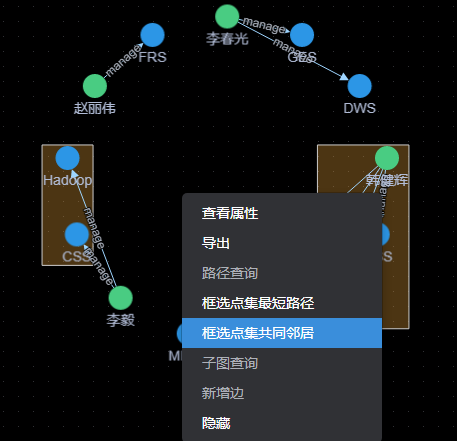 李春光
manage
GES
manage
FRS
manage
赵丽伟
DWS
Hadoop
韩健辉
manage
manage
CSS
李毅
查看属性
导出
路径查询
框选点集最短路径
框选点集共同邻居
子图查询
新增边
隐藏